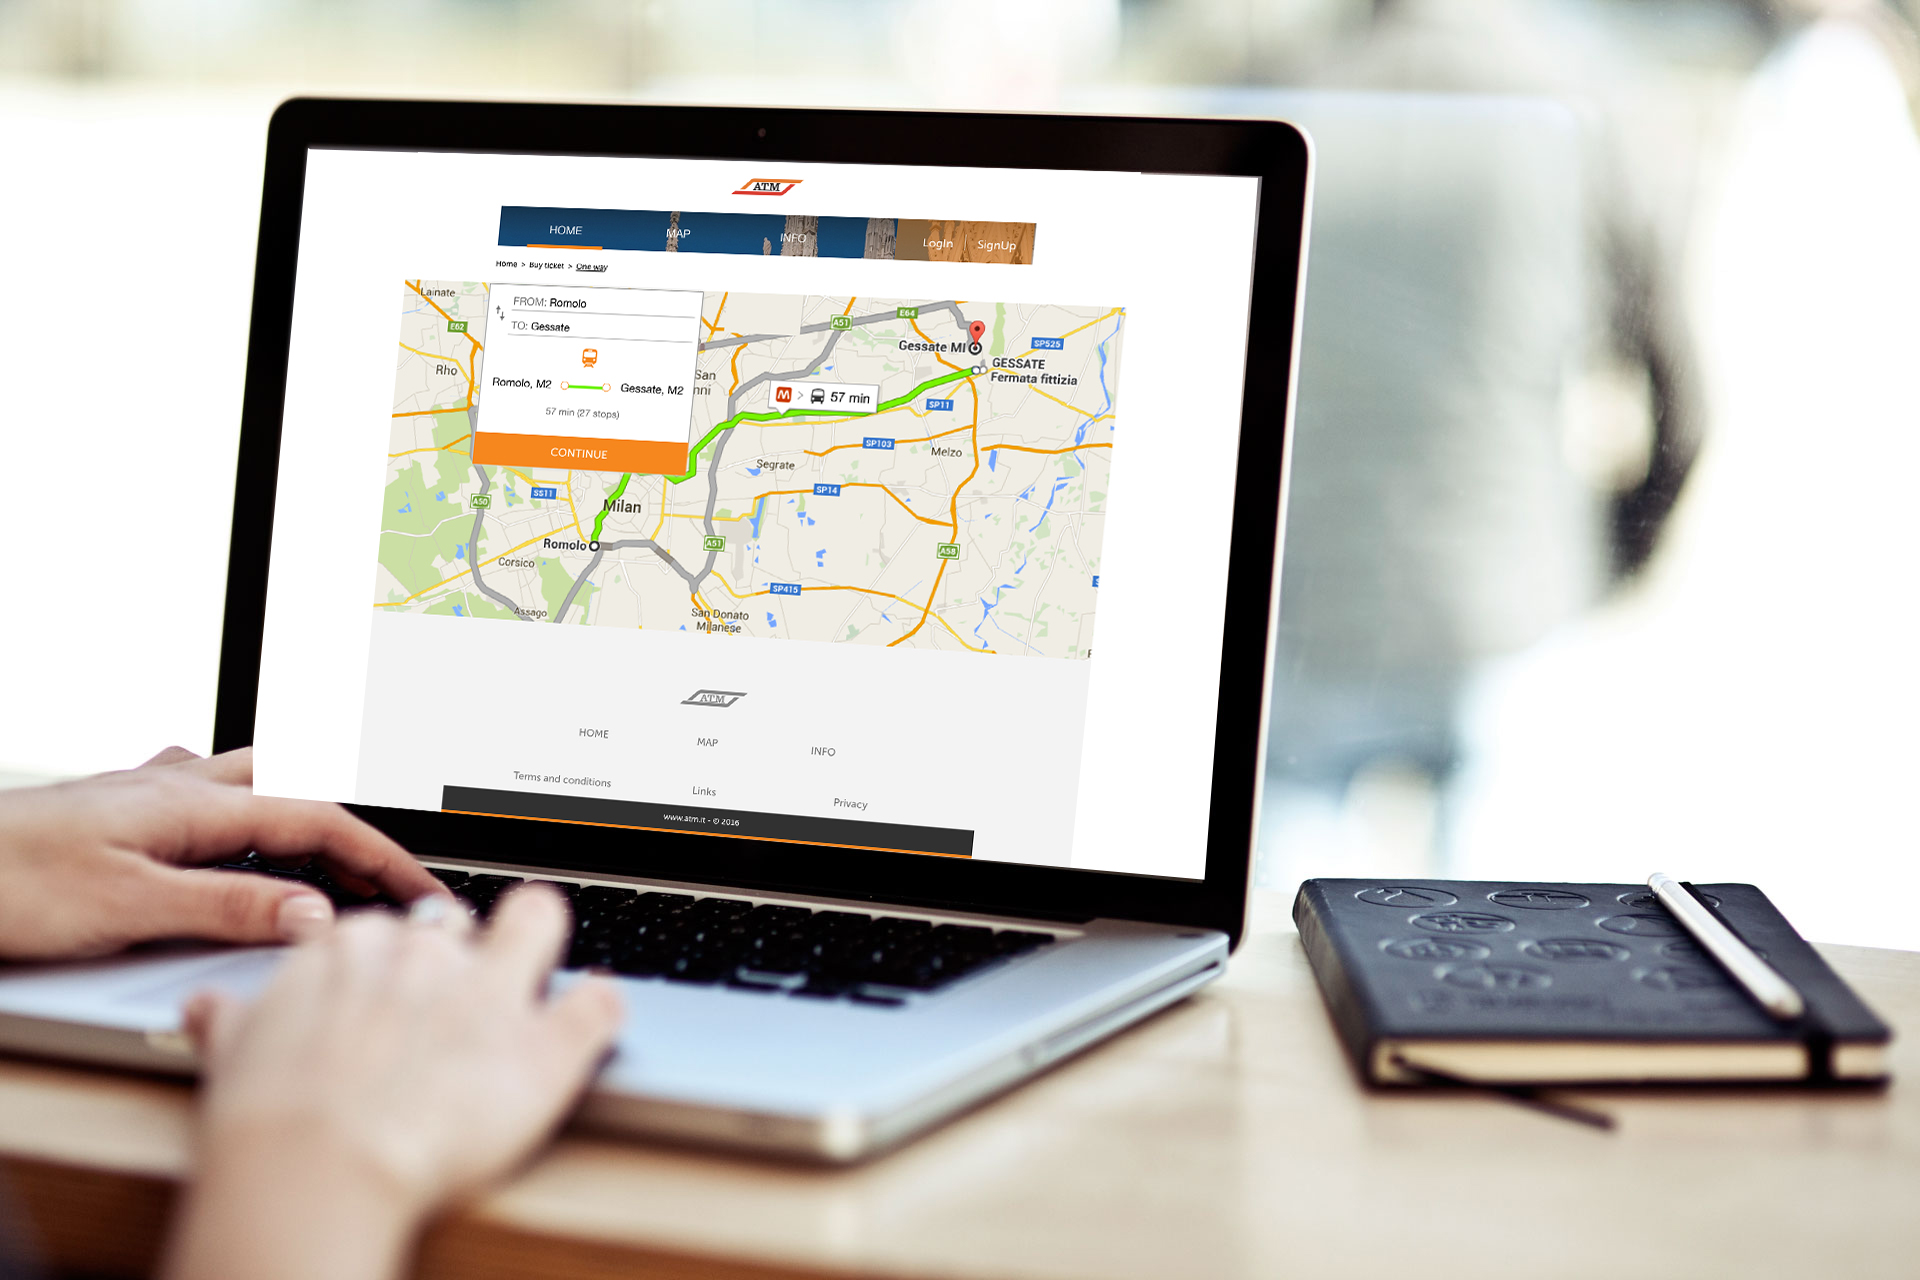 ATM
HOME MAP INFO LogIn SignUp
Home > Buy ticket > One way
FROM: Romolo
TO: Gessate
Romolo, M2 Gessate, M2
57 min (27 stops)
CONTINUE
Lainate
E62
Rho
San
nni
A51
E64
Gessate MI
SP525
GESSATE
Fermata fittizia
M > 57 min
SP11
SP103
Melzo
Segrate
SP14
A50
SS11
Milan
Romolo
A51
A58
Corsico
SP415
Assago
San Donato
Milanese
ATM
HOME MAP INFO
Terms and conditions Links Privacy
www.atm.it - © 2016